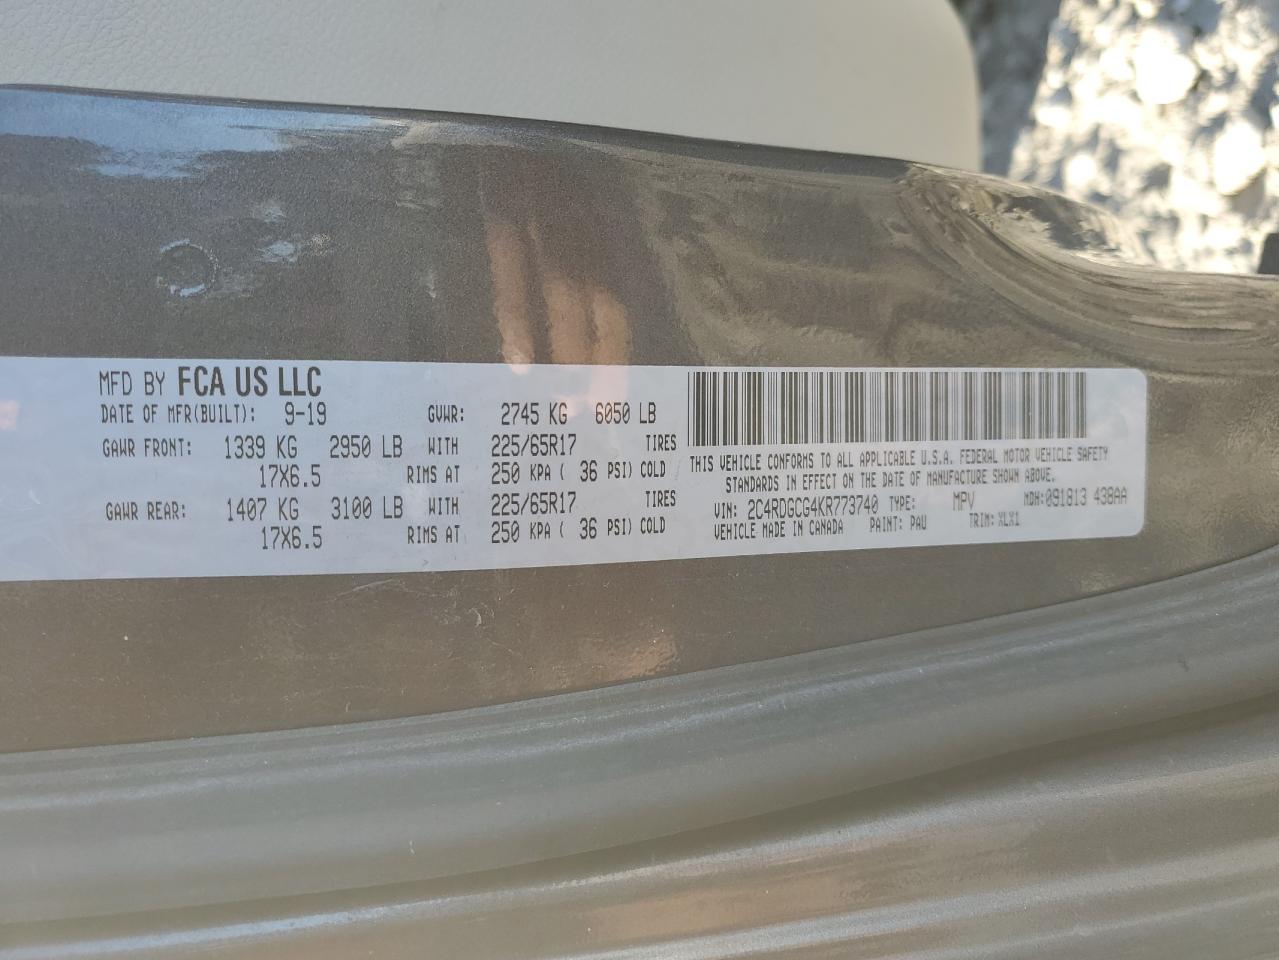 MFD BY FCA US LLC
DATE OF MFR(BUILT): 9-19 GVWR: 2745 KG 6050 LB
GAWR FRONT: 1339 KG 2950 LB WITH 225/65R17 TIRES
17X6.5 RIMS AT 250 KPA ( 36 PSI) COLD
GAWR REAR: 1407 KG 3100 LB WITH 225/65R17 TIRES
17X6.5 RIMS AT 250 KPA ( 36 PSI) COLD
THIS VEHICLE CONFORMS TO ALL APPLICABLE U.S.A. FEDERAL MOTOR VEHICLE SAFETY
STANDARDS IN EFFECT ON THE DATE OF MANUFACTURE SHOWN ABOVE.
VIN: 2C4RDGCG4KR773740 TYPE: MPV MDH:091813 438AA
VEHICLE MADE IN CANADA PAINT: PAU TRIM: XLX1